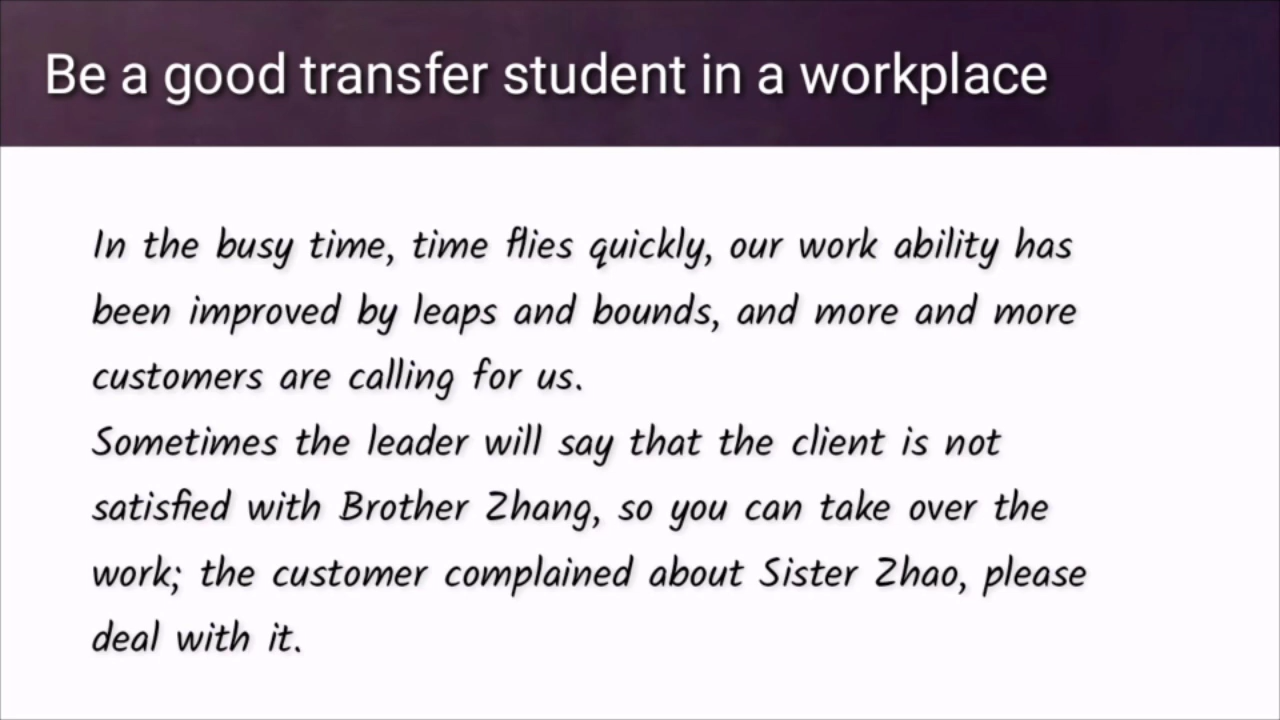 Be a good transfer student in a workplace
In the busy time, time flies quickly, our work ability has
been improved by leaps and bounds, and more and more
customers are calling for us.
Sometimes the leader will say that the client is not
satisfied with Brother Zhang, so you can take over the
work; the customer complained about Sister Zhao, please
deal with it.